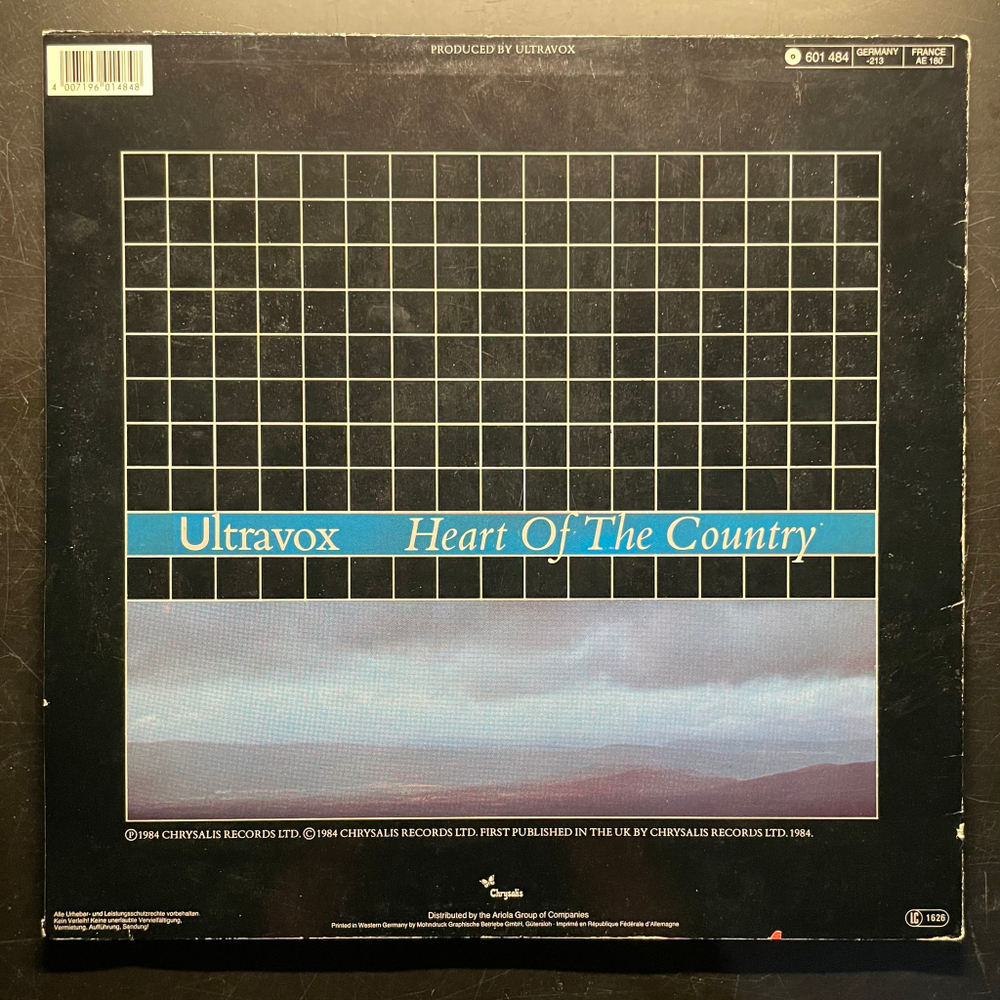 PRODUCED BY ULTRAVOX
601 484
GERMANY
-213
FRANCE
AE 180
4 007196 014848
Ultravox Heart Of The Country
Ⓟ1984 CHRYSALIS RECORDS LTD. ©1984 CHRYSALIS RECORDS LTD. FIRST PUBLISHED IN THE UK BY CHRYSALIS RECORDS LTD. 1984.
Chrysalis
Alle Urheber- und Leistungsschutzrechte vorbehalten.
Kein Verleih! Keine unerlaubte Vervielfältigung,
Vermietung, Aufführung, Sendung!
Distributed by the Ariola Group of Companies
Printed in Western Germany by Mohndruck Graphische Betriebe GmbH, Gütersloh · Imprimé en République Fédérale d'Allemagne
LC 1626